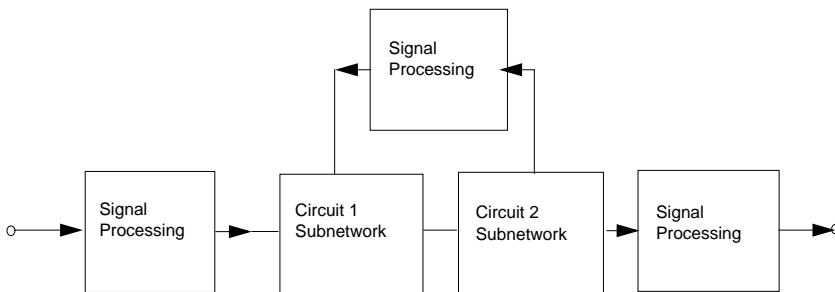 Signal
Processing
Signal
Processing
Circuit 1
Subnetwork
Circuit 2
Subnetwork
Signal
Processing